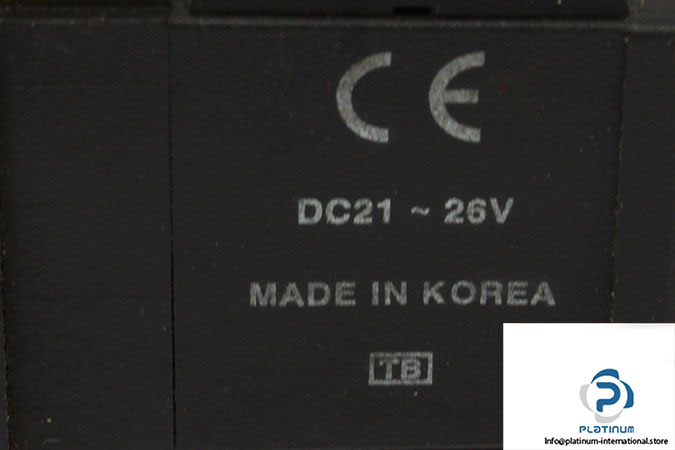 CE
DC21 ~ 26V
MADE IN KOREA
TB
PLATINUM
Info@platinum-international.store